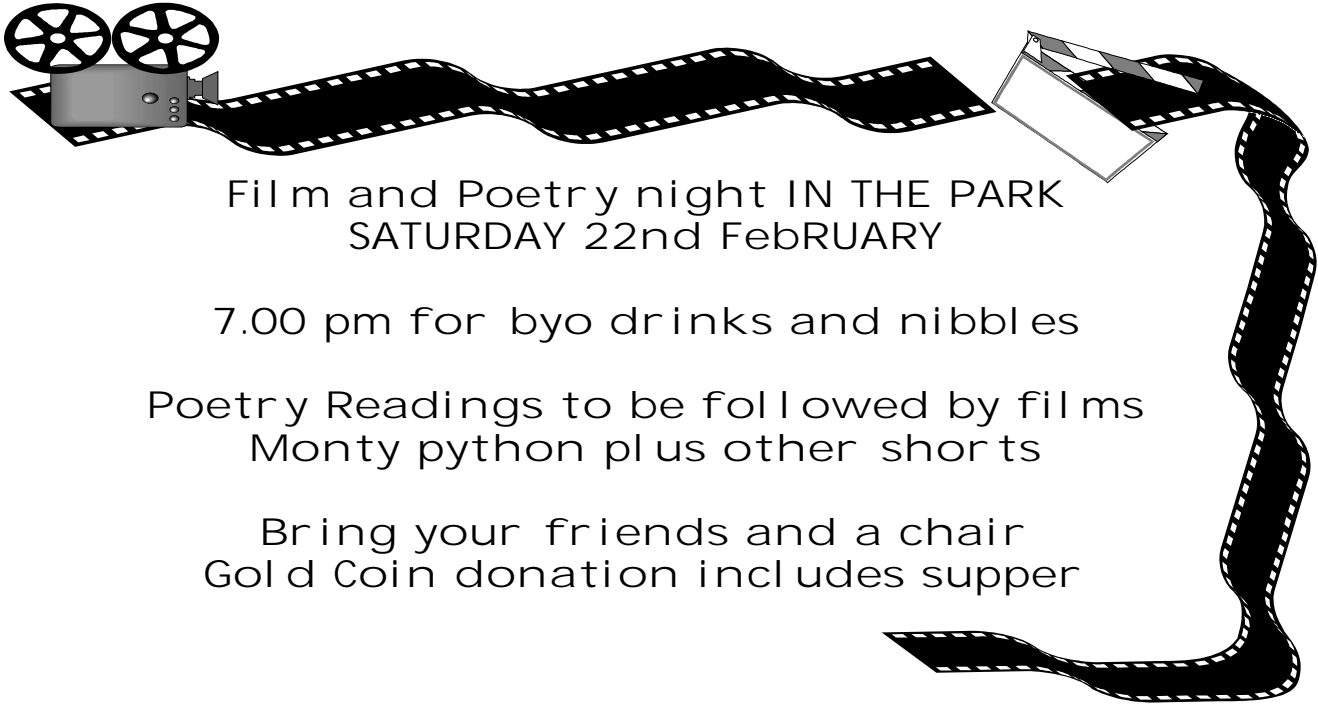 Film and Poetry night IN THE PARK
SATURDAY 22nd FebRUARY
7.00 pm for byo drinks and nibbles
Poetry Readings to be followed by films
Monty python plus other shorts
Bring your friends and a chair
Gold Coin donation includes supper